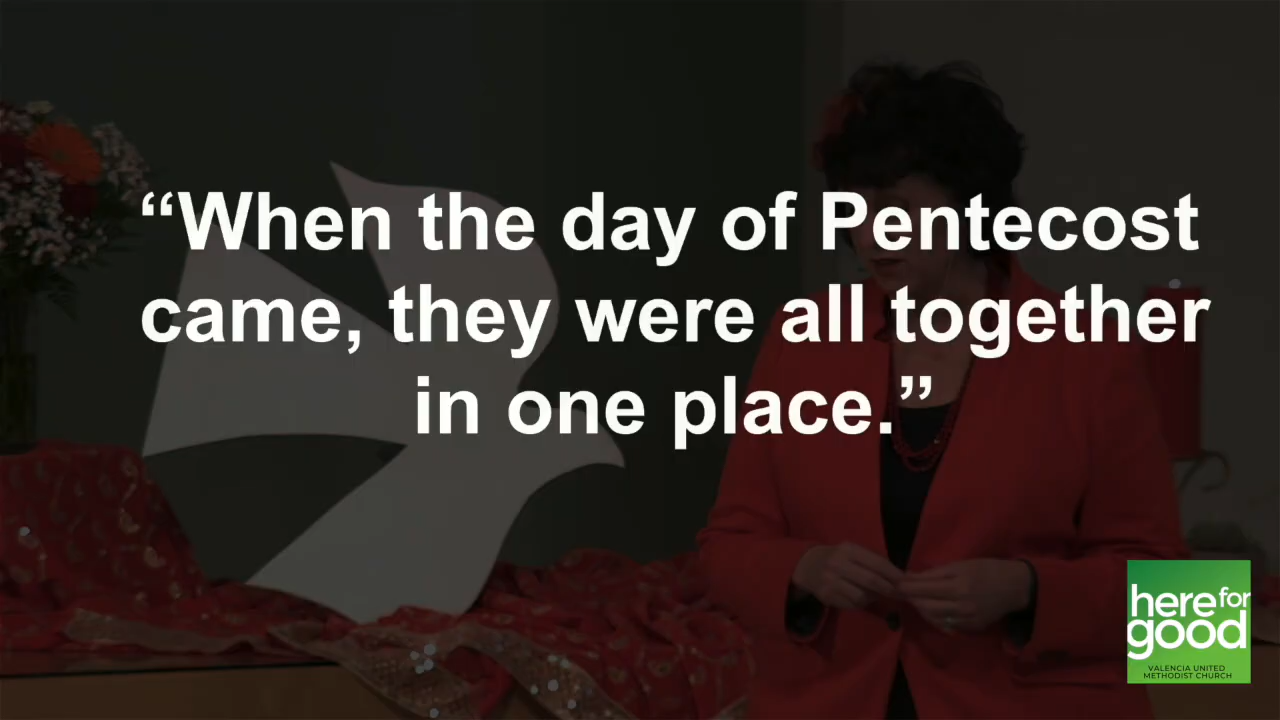 “When the day of Pentecost
came, they were all together
in one place.”
here for
good
VALENCIA UNITED
METHODIST CHURCH